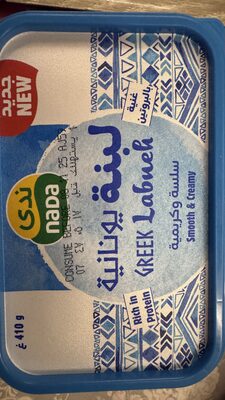 جديد
NEW
غنية
بالبروتين
ندى
NADA
لبنة يونانية
GREEK Labneh
سلسة وكريمية
Smooth & Creamy
Rich in
Protein
410 g غ